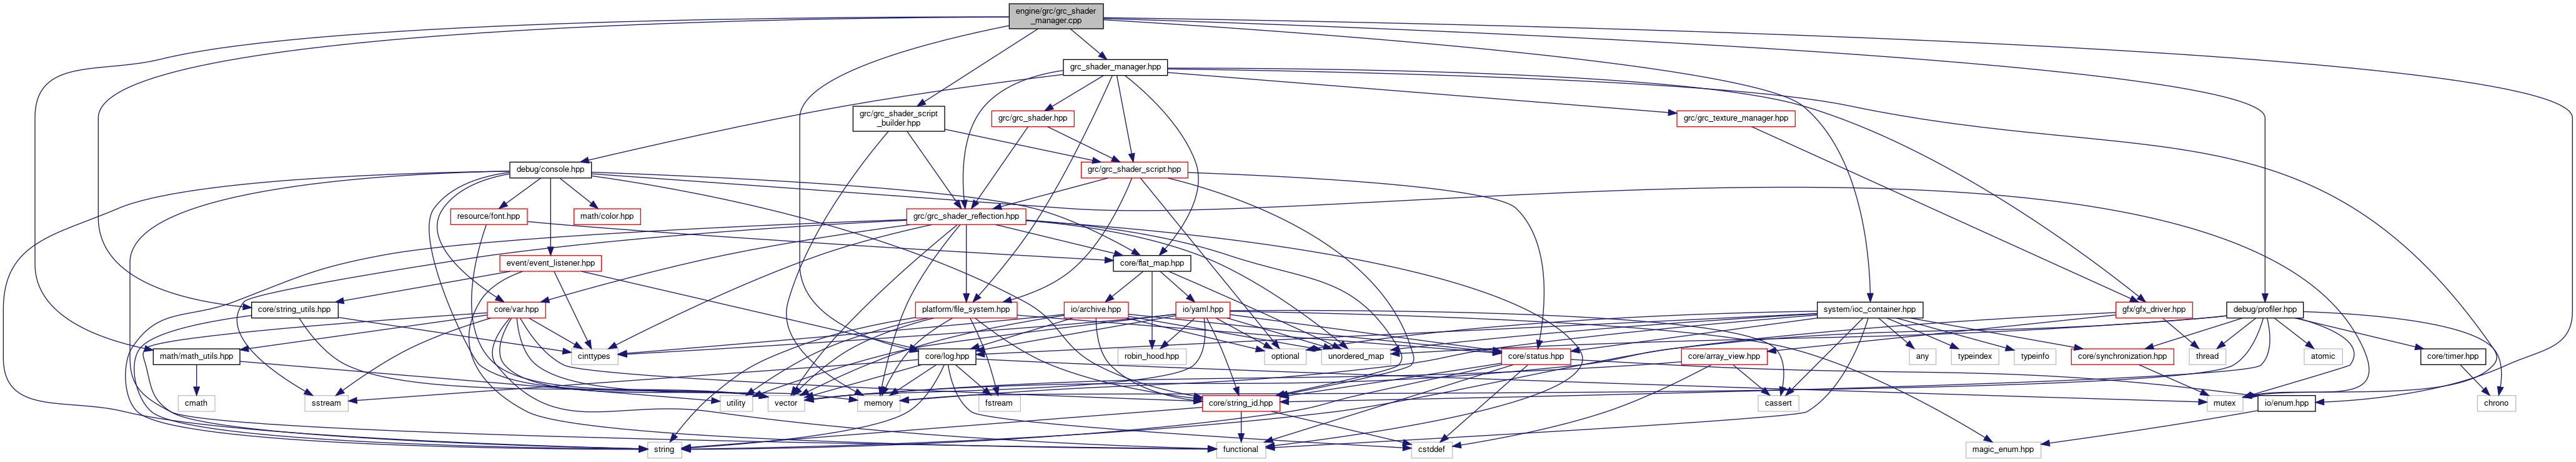 engine/grc/grc_shader
_manager.cpp
grc_shader_manager.hpp
grc/grc_shader_script
_builder.hpp
grc/grc_shader.hpp
grc/grc_texture_manager.hpp
debug/console.hpp
grc/grc_shader_script.hpp
resource/font.hpp
math/color.hpp
grc/grc_shader_reflection.hpp
event/event_listener.hpp
core/flat_map.hpp
core/string_utils.hpp
core/var.hpp
platform/file_system.hpp
io/archive.hpp
io/yaml.hpp
system/ioc_container.hpp
gfx/gfx_driver.hpp
debug/profiler.hpp
math/math_utils.hpp
cinttypes
core/log.hpp
robin_hood.hpp
optional
unordered_map
core/status.hpp
core/array_view.hpp
any
typeindex
typeinfo
core/synchronization.hpp
thread
atomic
core/timer.hpp
cmath
sstream
utility
vector
memory
fstream
core/string_id.hpp
cassert
mutex
io/enum.hpp
chrono
string
functional
cstddef
magic_enum.hpp